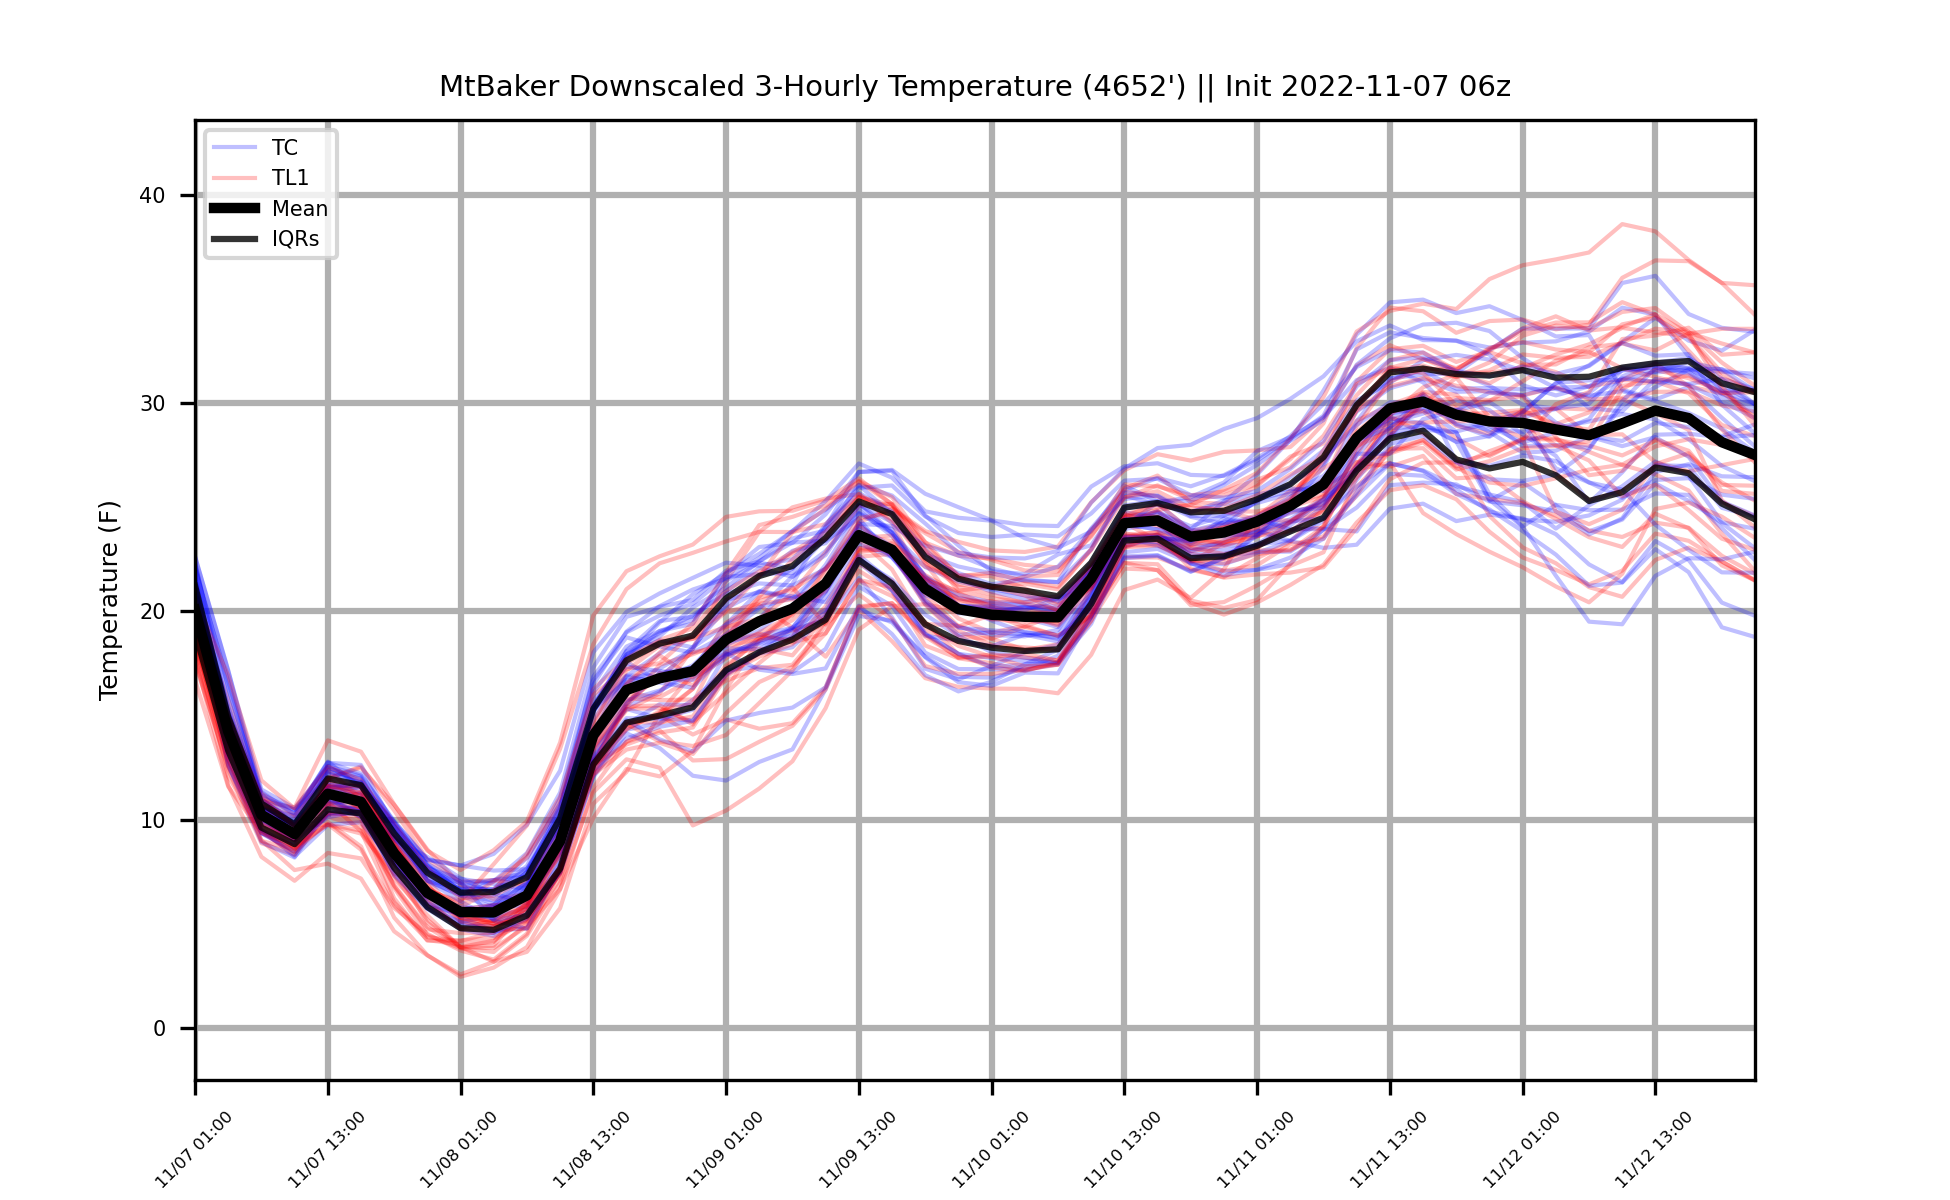 MtBaker Downscaled 3-Hourly Temperature (4652') || Init 2022-11-07 06z
TC
TL1
Mean
IQRs
Temperature (F)
40
30
20
10
0
11/07 01:00
11/07 13:00
11/08 01:00
11/08 13:00
11/09 01:00
11/09 13:00
11/10 01:00
11/10 13:00
11/11 01:00
11/11 13:00
11/12 01:00
11/12 13:00